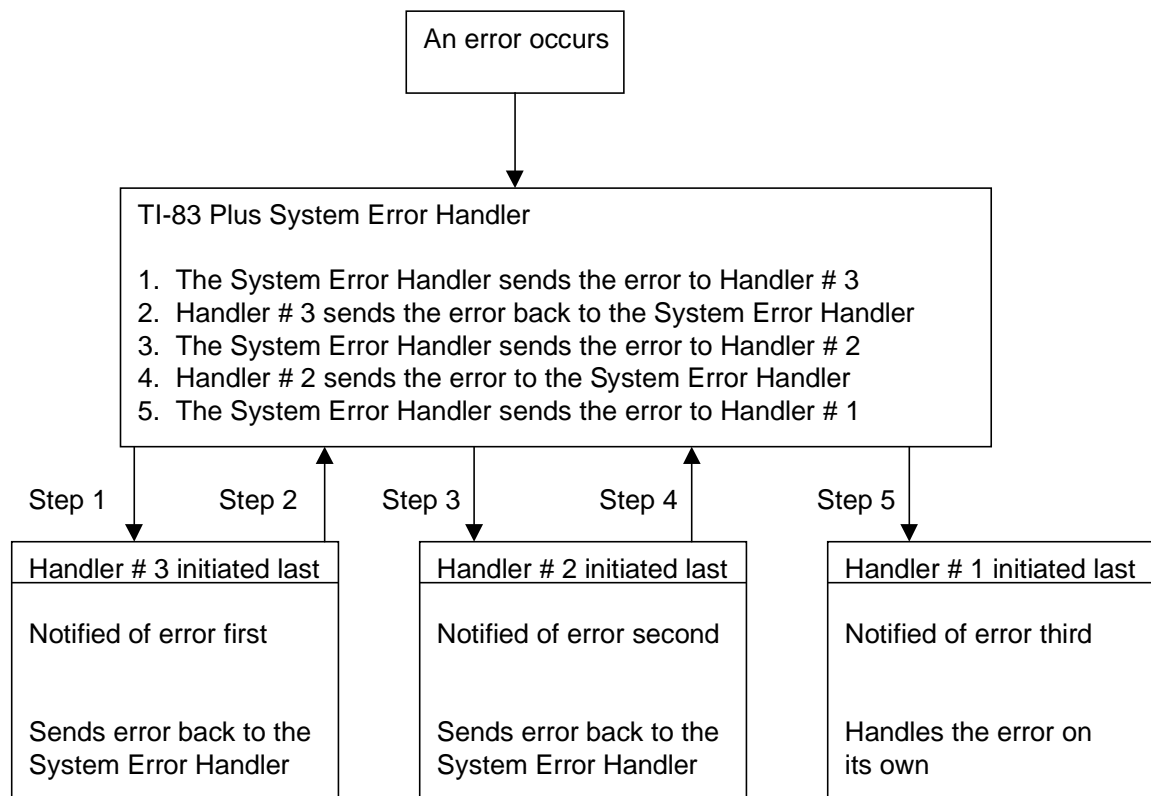 An error occurs
TI-83 Plus System Error Handler
1. The System Error Handler sends the error to Handler # 3
2. Handler # 3 sends the error back to the System Error Handler
3. The System Error Handler sends the error to Handler # 2
4. Handler # 2 sends the error to the System Error Handler
5. The System Error Handler sends the error to Handler # 1
Step 1
Step 2
Step 3
Step 4
Step 5
Handler # 3 initiated last
Notified of error first
Sends error back to the
System Error Handler
Handler # 2 initiated last
Notified of error second
Sends error back to the
System Error Handler
Handler # 1 initiated last
Notified of error third
Handles the error on
its own